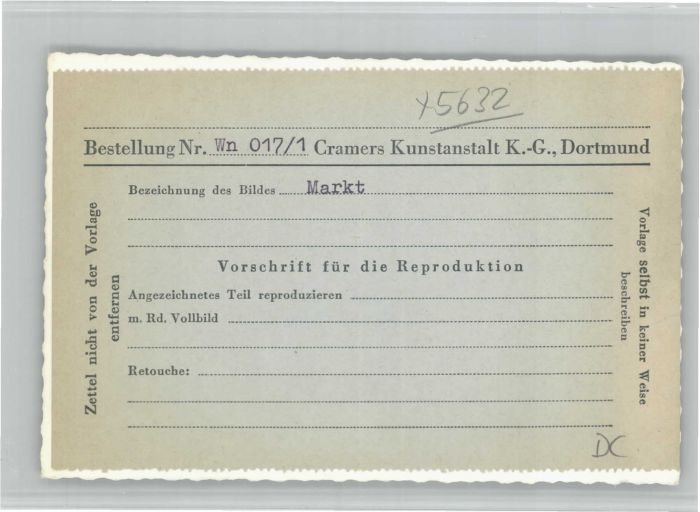 x5632
Bestellung Nr. Wn 017/1 Cramers Kunstanstalt K.-G., Dortmund
Bezeichnung des Bildes Markt
Vorschrift für die Reproduktion
Angezeichnetes Teil reproduzieren
m. Rd. Vollbild
Retouche:
Zettel nicht von der Vorlage
entfernen
Vorlage selbst in keiner Weise
beschreiben
DC